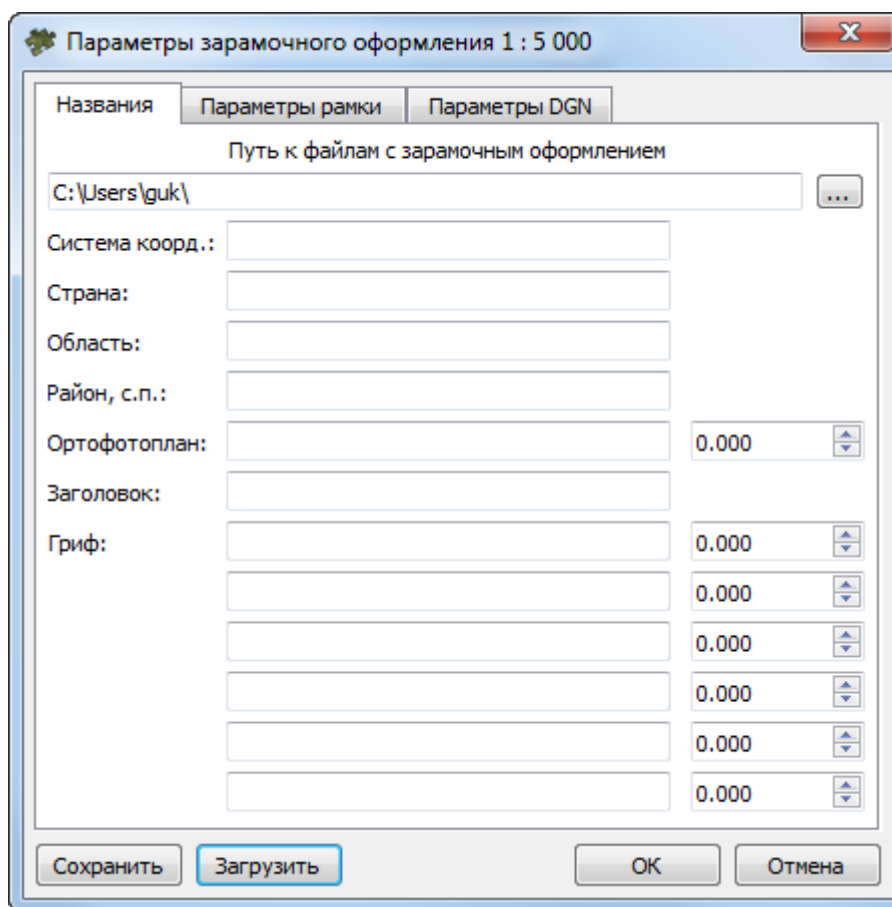 Параметры зарамочного оформления 1 : 5 000
Названия Параметры рамки Параметры DGN
Путь к файлам с зарамочным оформлением
C:\Users\guk\ ...
Система коорд.:
Страна:
Область:
Район, с.п.:
Ортофотоплан: 0.000
Заголовок:
Гриф: 0.000
0.000
0.000
0.000
0.000
0.000
Сохранить Загрузить OK Отмена